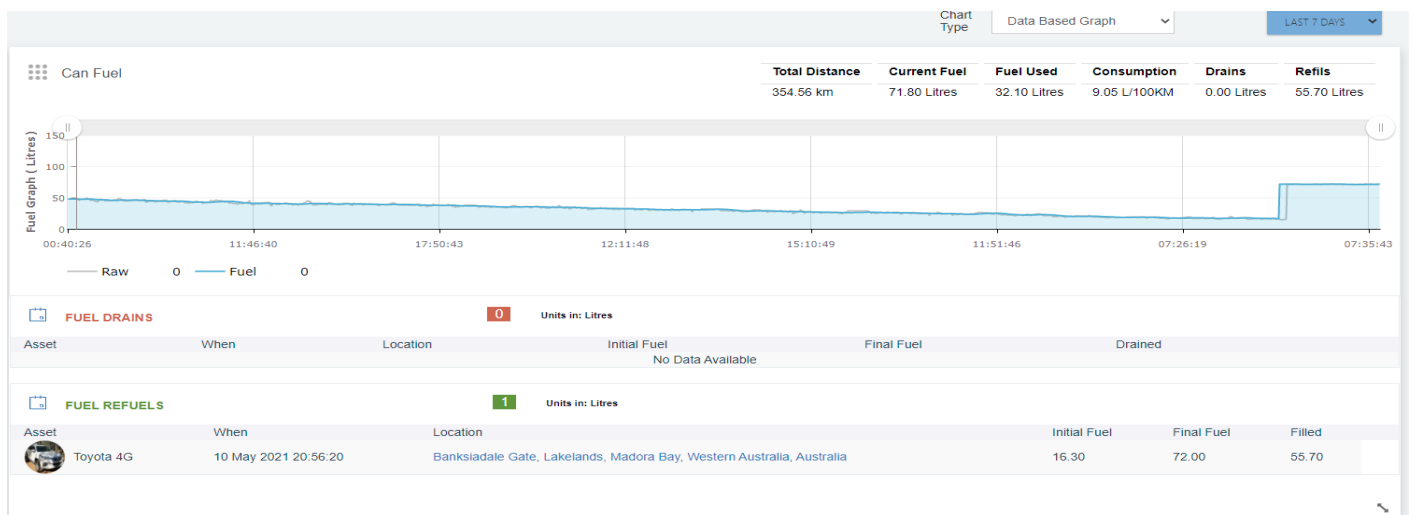 Chart Type Data Based Graph LAST 7 DAYS
Can Fuel
Total Distance Current Fuel Fuel Used Consumption Drains Refils
354.56 km 71.80 Litres 32.10 Litres 9.05 L/100KM 0.00 Litres 55.70 Litres
Fuel Graph ( Litres )
150
100
50
0
00:40:26 11:46:40 17:50:43 12:11:48 15:10:49 11:51:46 07:26:19 07:35:43
Raw 0 Fuel 0
FUEL DRAINS 0 Units in: Litres
Asset When Location Initial Fuel Final Fuel Drained
No Data Available
FUEL REFUELS 1 Units in: Litres
Asset When Location Initial Fuel Final Fuel Filled
Toyota 4G 10 May 2021 20:56:20 Banksiadale Gate, Lakelands, Madora Bay, Western Australia, Australia 16.30 72.00 55.70